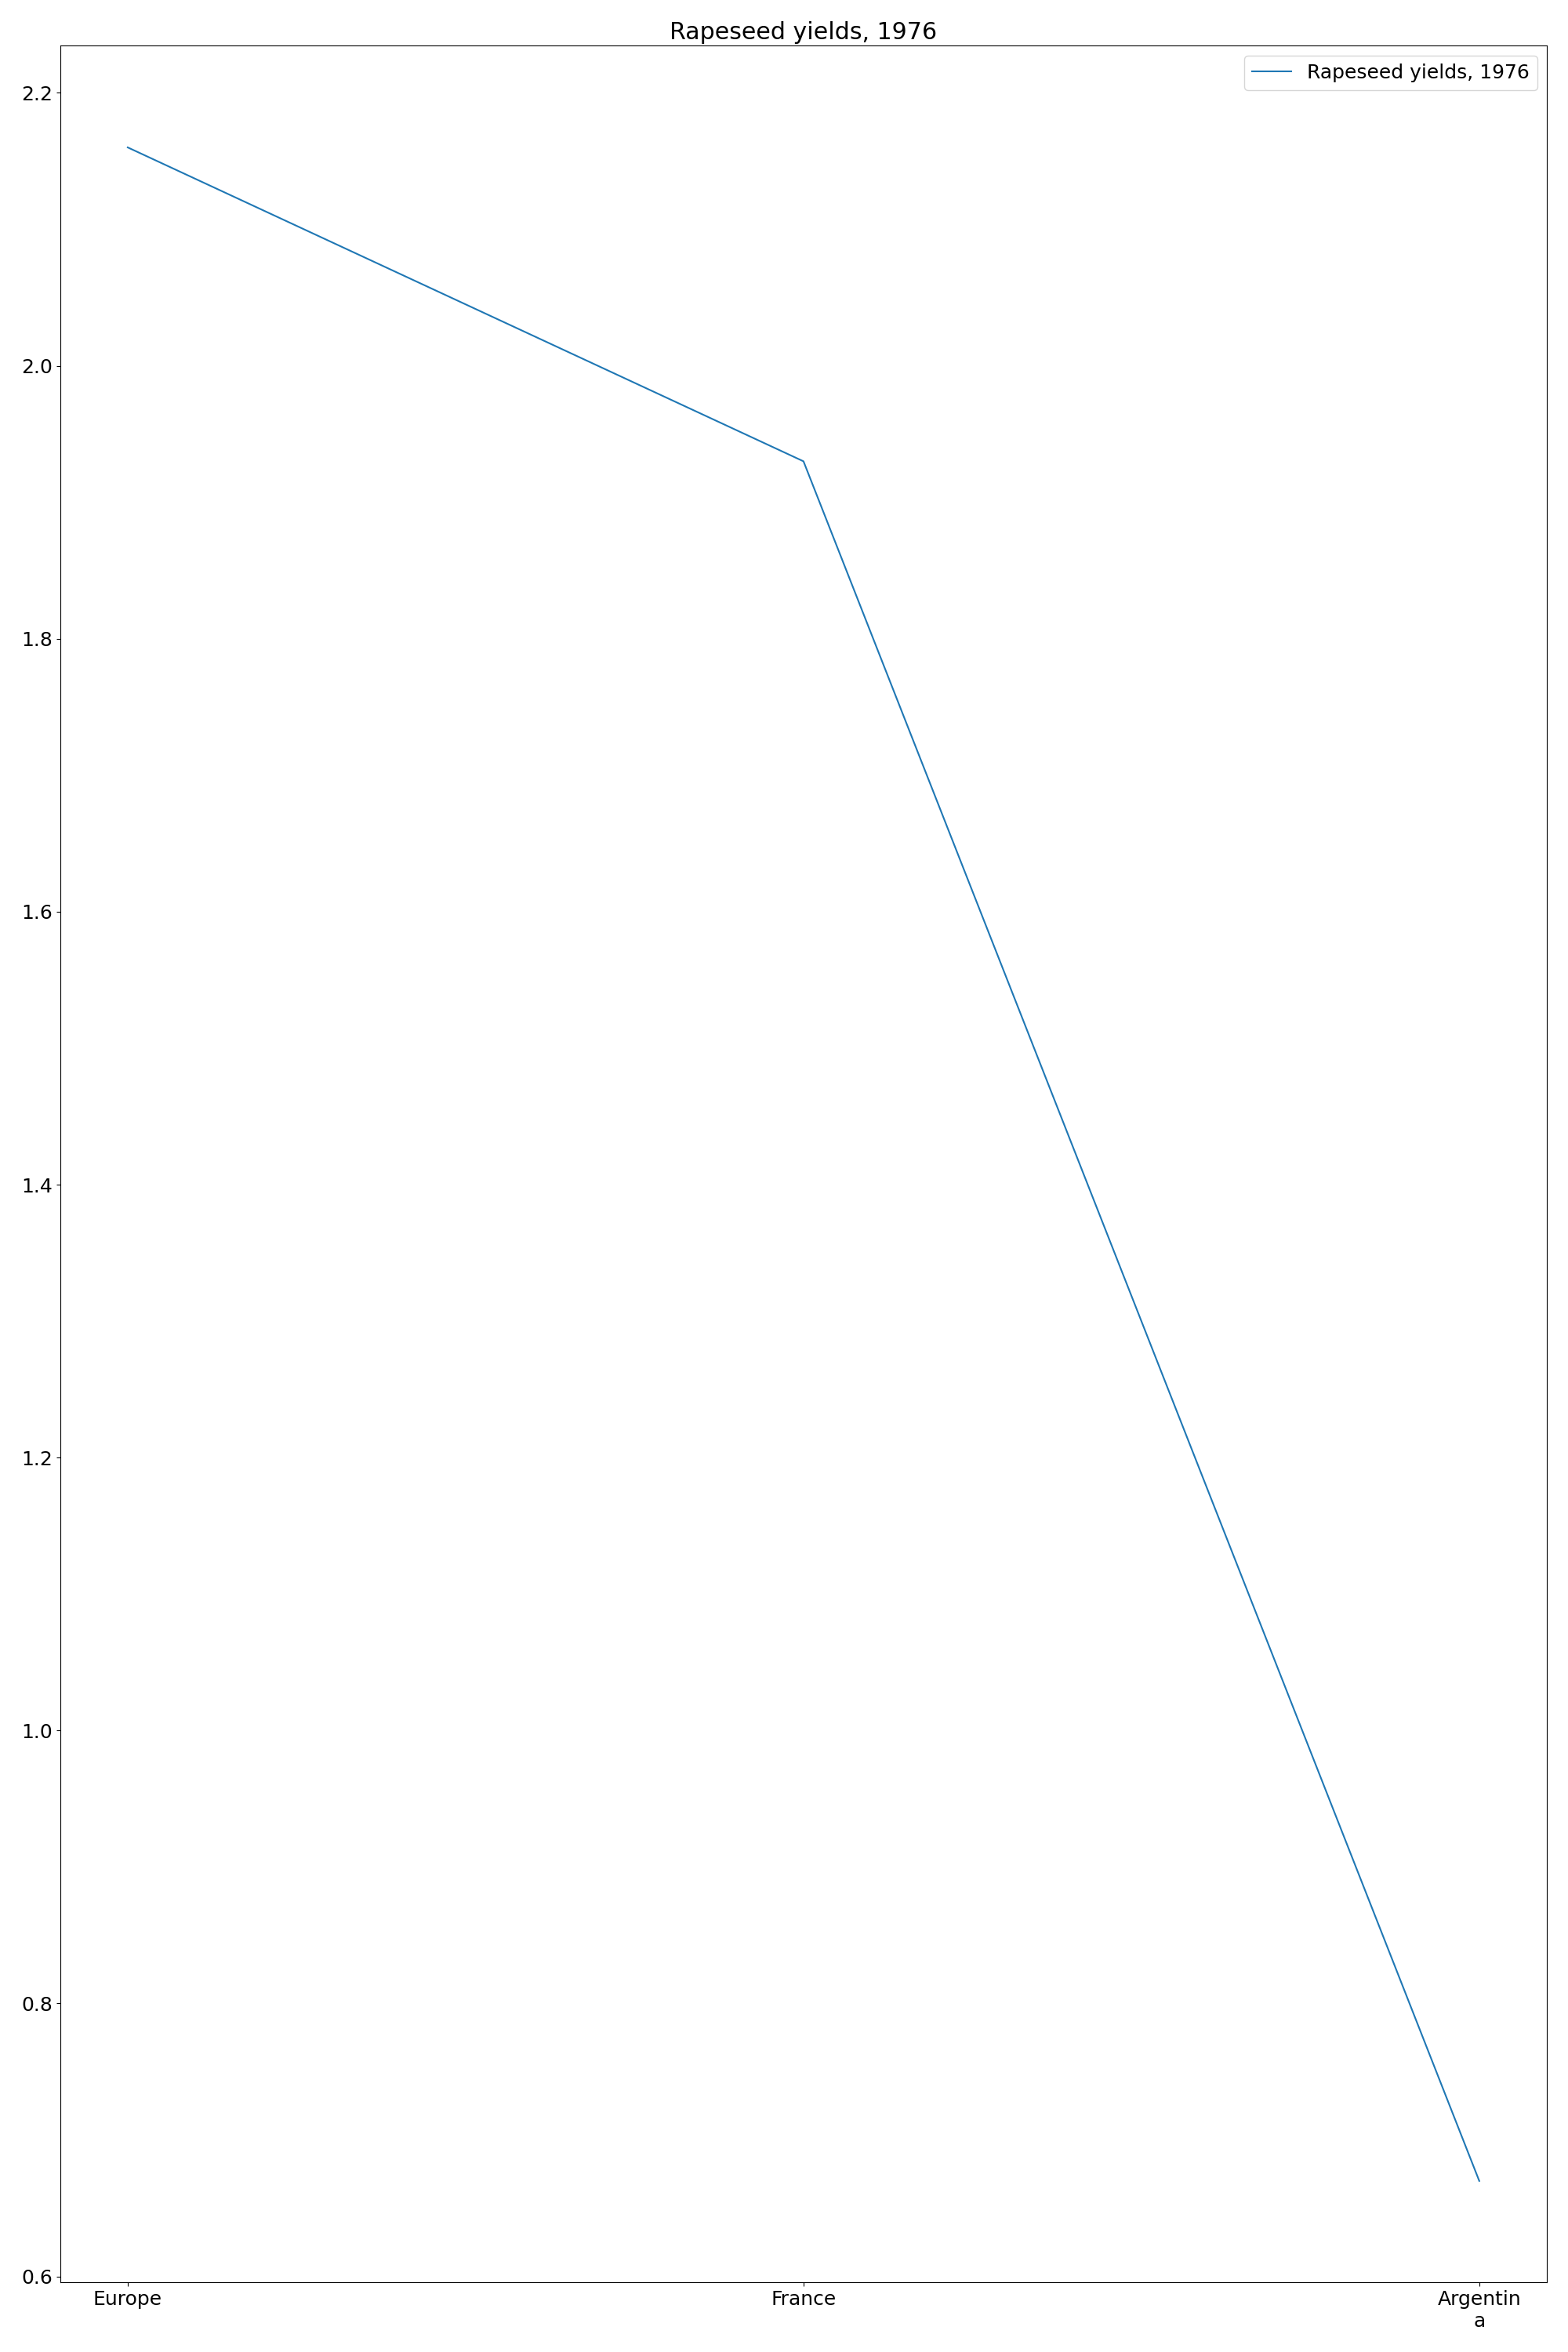 Rapeseed yields, 1976
Rapeseed yields, 1976
2.2
2.0
1.8
1.6
1.4
1.2
1.0
0.8
0.6
Europe
France
Argentin
a